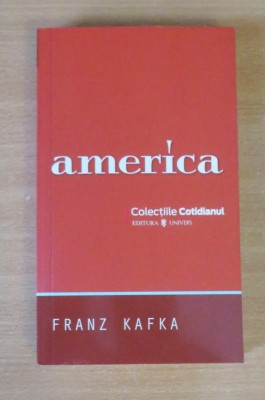 america
Colecțiile Cotidianul
EDITURA UNIVERS
FRANZ KAFKA